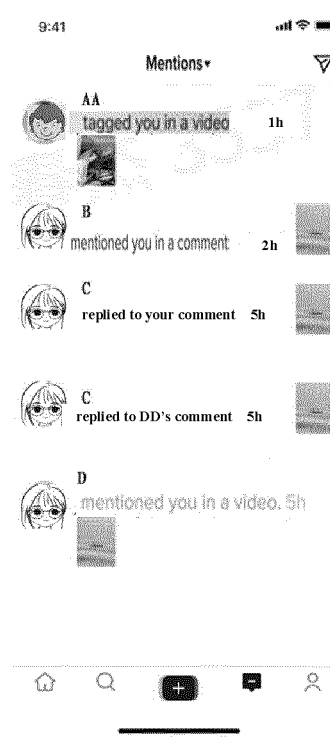 9:41
Mentions▾
AA
tagged you in a video 1h
B
mentioned you in a comment 2h
C
replied to your comment 5h
C
replied to DD's comment 5h
D
mentioned you in a video. 5h